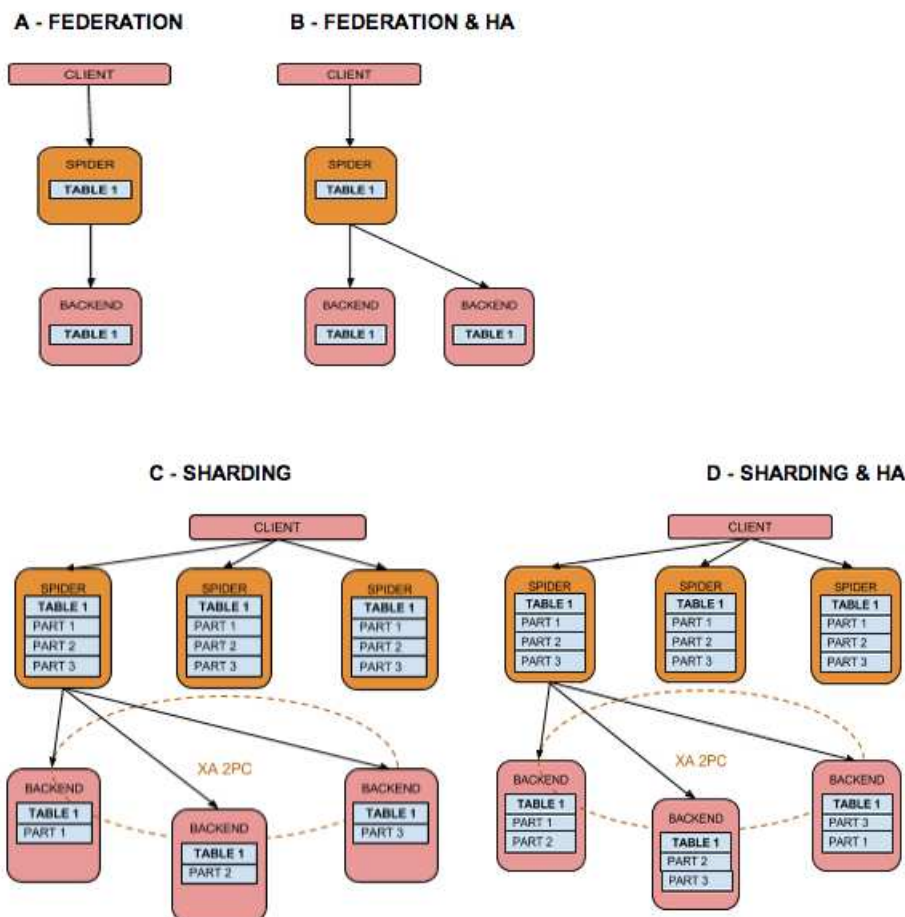 A - FEDERATION
B - FEDERATION & HA
CLIENT
CLIENT
SPIDER
TABLE 1
SPIDER
TABLE 1
BACKEND
TABLE 1
BACKEND
TABLE 1
BACKEND
TABLE 1
C - SHARDING
D - SHARDING & HA
CLIENT
SPIDER
TABLE 1
PART 1
PART 2
PART 3
SPIDER
TABLE 1
PART 1
PART 2
PART 3
SPIDER
TABLE 1
PART 1
PART 2
PART 3
XA 2PC
BACKEND
TABLE 1
PART 1
BACKEND
TABLE 1
PART 2
BACKEND
TABLE 1
PART 3
CLIENT
SPIDER
TABLE 1
PART 1
PART 2
PART 3
SPIDER
TABLE 1
PART 1
PART 2
PART 3
SPIDER
TABLE 1
PART 1
PART 2
PART 3
XA 2PC
BACKEND
TABLE 1
PART 1
PART 2
BACKEND
TABLE 1
PART 2
PART 3
BACKEND
TABLE 1
PART 3
PART 1